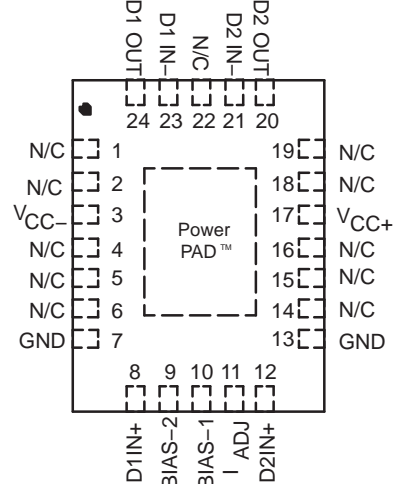 D1 OUT
D1 IN−
N/C
D2 IN−
D2 OUT
24 23 22 21 20
N/C 1
N/C 2
VCC− 3
N/C 4
N/C 5
N/C 6
GND 7
Power
PAD™
19 N/C
18 N/C
17 VCC+
16 N/C
15 N/C
14 N/C
13 GND
8 9 10 11 12
D1IN+
BIAS−2
BIAS−1
I ADJ
D2IN+